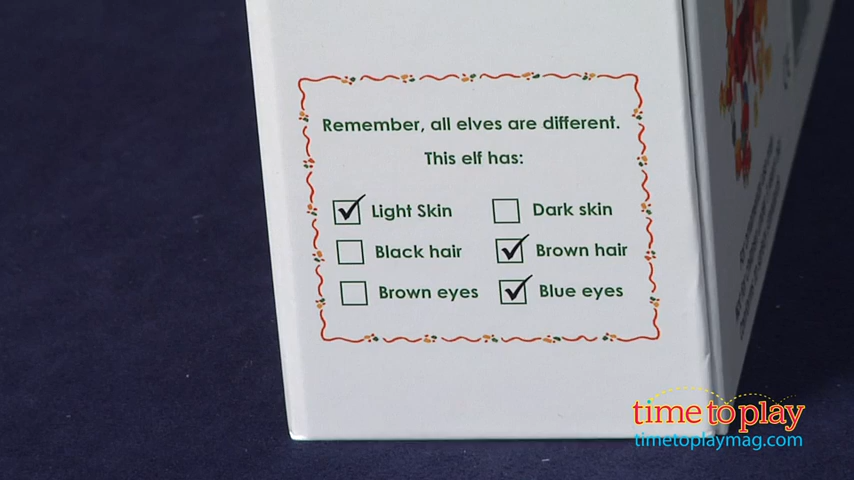 Remember, all elves are different.
This elf has:
Light Skin Dark skin
Black hair Brown hair
Brown eyes Blue eyes
time to play
timetoplaymag.com